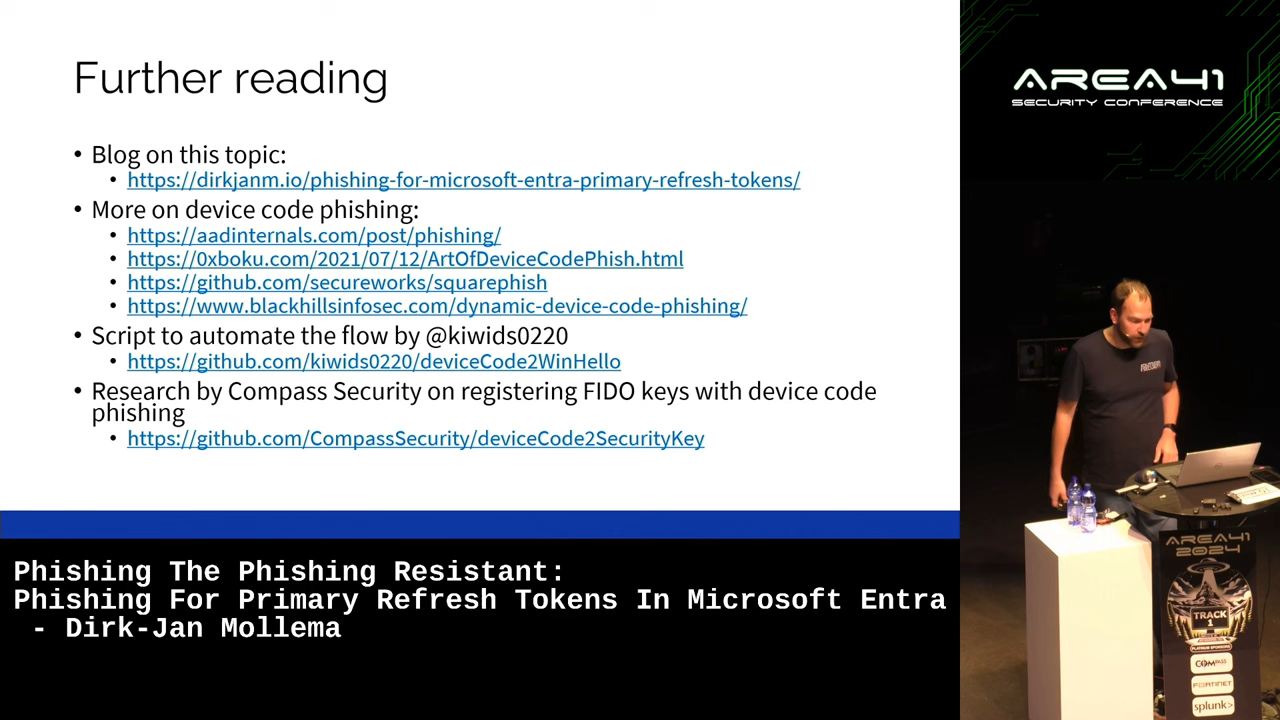 Further reading
• Blog on this topic:
• https://dirkjanm.io/phishing-for-microsoft-entra-primary-refresh-tokens/
• More on device code phishing:
• https://aadinternals.com/post/phishing/
• https://0xboku.com/2021/07/12/ArtOfDeviceCodePhish.html
• https://github.com/secureworks/squarephish
• https://www.blackhillsinfosec.com/dynamic-device-code-phishing/
• Script to automate the flow by @kiwids0220
• https://github.com/kiwids0220/deviceCode2WinHello
• Research by Compass Security on registering FIDO keys with device code
phishing
• https://github.com/CompassSecurity/deviceCode2SecurityKey
Phishing The Phishing Resistant:
Phishing For Primary Refresh Tokens In Microsoft Entra
- Dirk-Jan Mollema
AREA41
SECURITY CONFERENCE
AREA41
2024
TRACK
1
PLATINUM SPONSORS
COMPASS
FORTINET
splunk>